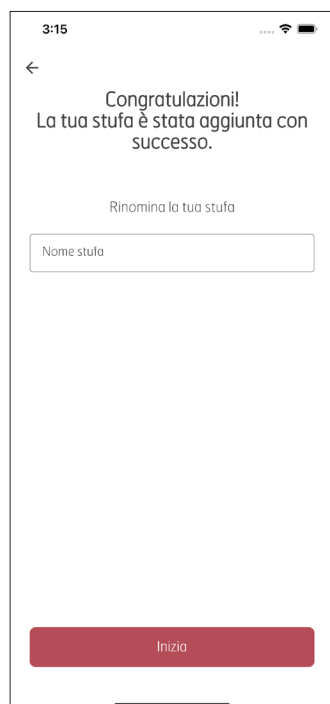 3:15
Congratulazioni!
La tua stufa è stata aggiunta con
successo.
Rinomina la tua stufa
Nome stufa
Inizia